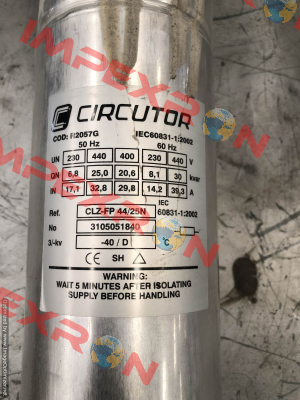 CIRCUTOR
COD: R2057G IEC60831-1:2002
50 Hz 60 Hz
UN 230 440 400 230 440 V
QN 6,8 25,0 20,6 8,1 30 kvar
IN 17,1 32,8 29,8 14,2 39,3 A
Ref. CLZ-FP 44/25N IEC 60831-1:2002
Nº 3105051840
3/-kv -40 / D °C
CE SH
WARNING:
WAIT 5 MINUTES AFTER ISOLATING
SUPPLY BEFORE HANDLING
IMPEXRON